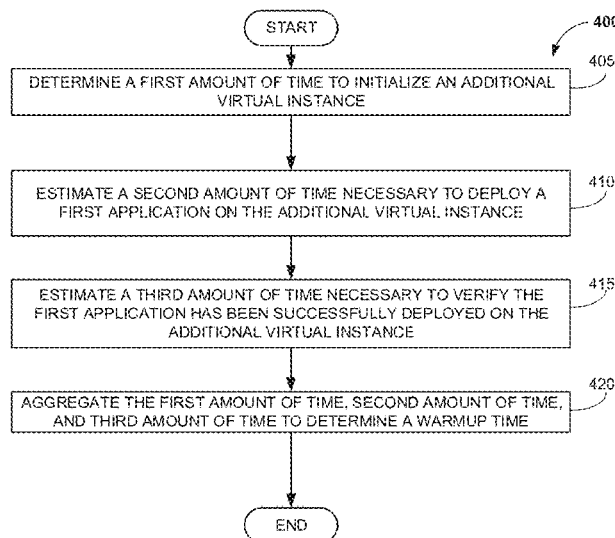 START
400
DETERMINE A FIRST AMOUNT OF TIME TO INITIALIZE AN ADDITIONAL
VIRTUAL INSTANCE
405
ESTIMATE A SECOND AMOUNT OF TIME NECESSARY TO DEPLOY A
FIRST APPLICATION ON THE ADDITIONAL VIRTUAL INSTANCE
410
ESTIMATE A THIRD AMOUNT OF TIME NECESSARY TO VERIFY THE
FIRST APPLICATION HAS BEEN SUCCESSFULLY DEPLOYED ON THE
ADDITIONAL VIRTUAL INSTANCE
415
AGGREGATE THE FIRST AMOUNT OF TIME, SECOND AMOUNT OF TIME,
AND THIRD AMOUNT OF TIME TO DETERMINE A WARMUP TIME
420
END